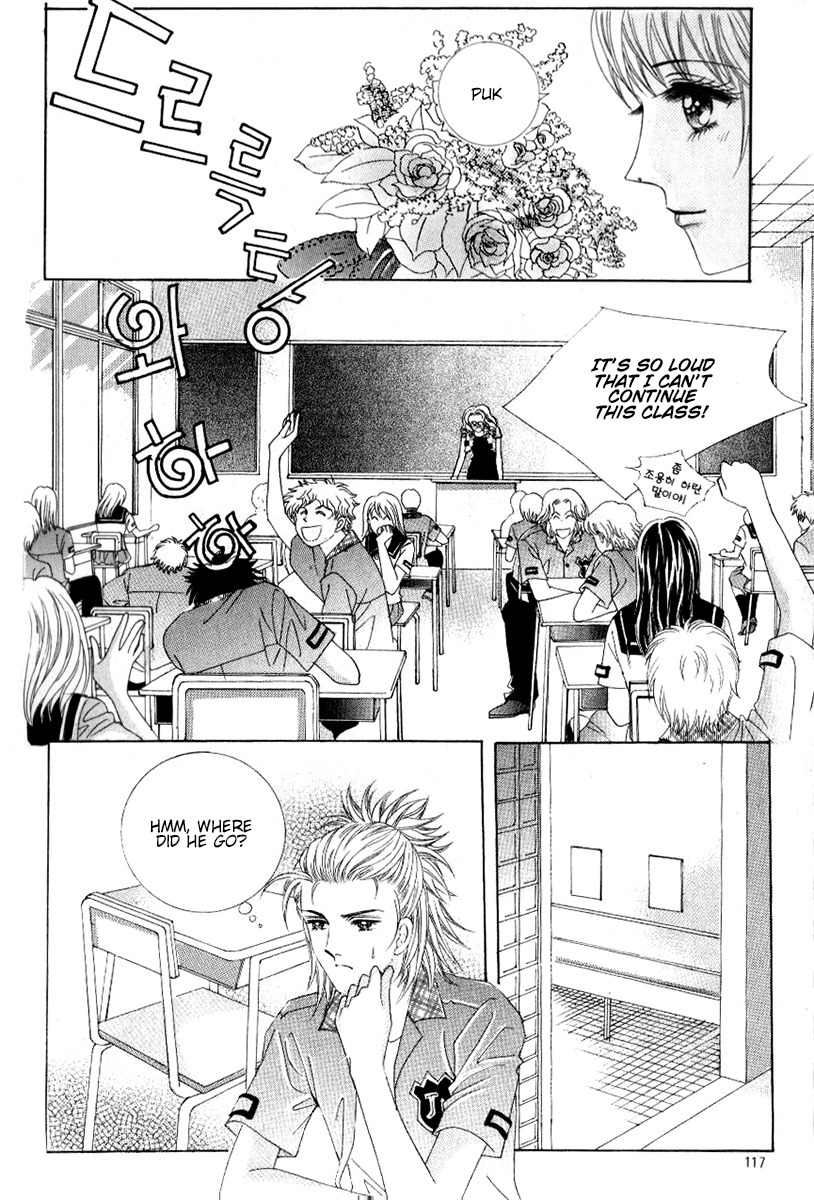 드르륵
PUK
와하하
항
IT'S SO LOUD
THAT I CAN'T
CONTINUE
THIS CLASS!
좀
조용히 하란
말이야!
HMM, WHERE
DID HE GO?
J
117